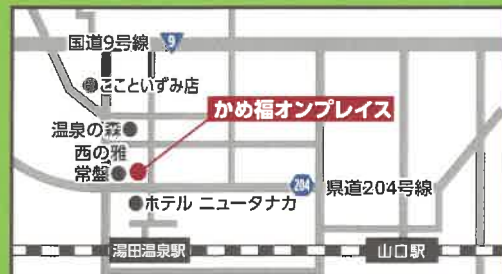 国道9号線
9
こことといずみ店
かめ福オンプレイス
温泉の森
西の雅
常盤
204
県道204号線
ホテル ニュータナカ
湯田温泉駅
山口駅